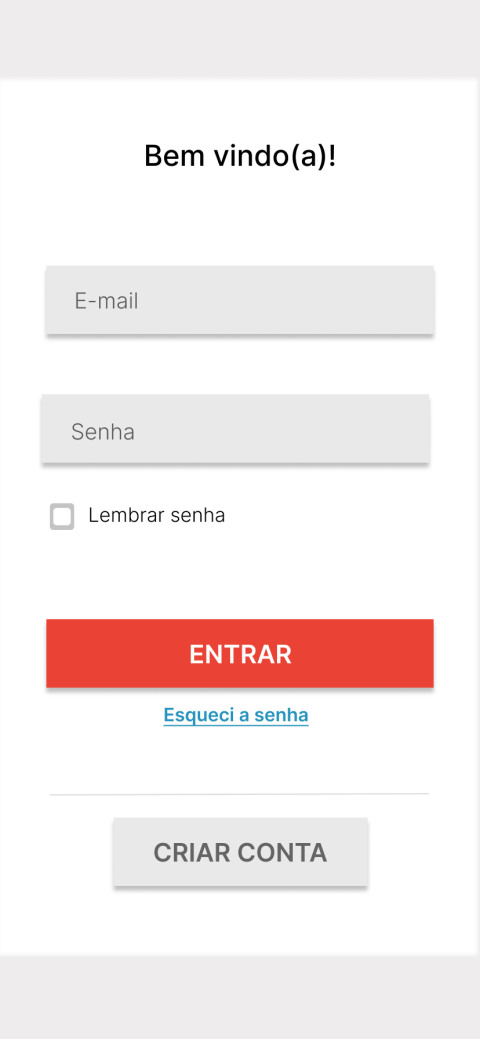 Bem vindo(a)!
E-mail
Senha
Lembrar senha
ENTRAR
Esqueci a senha
CRIAR CONTA